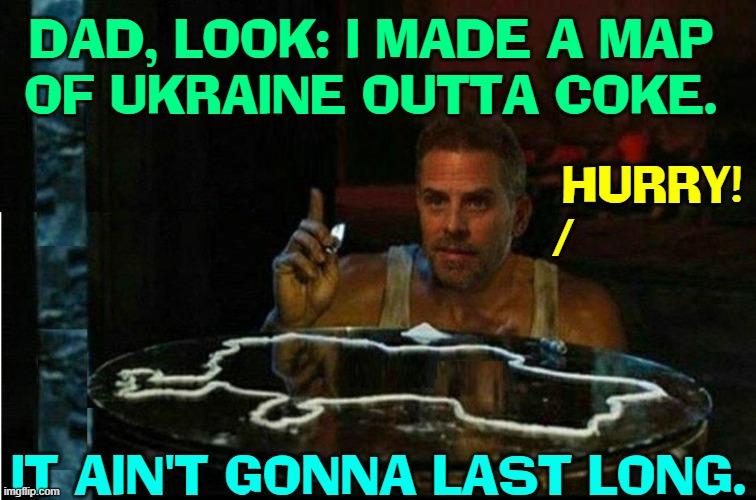 DAD, LOOK: I MADE A MAP
OF UKRAINE OUTTA COKE.
HURRY!
/
IT AIN'T GONNA LAST LONG.
imgflip.com